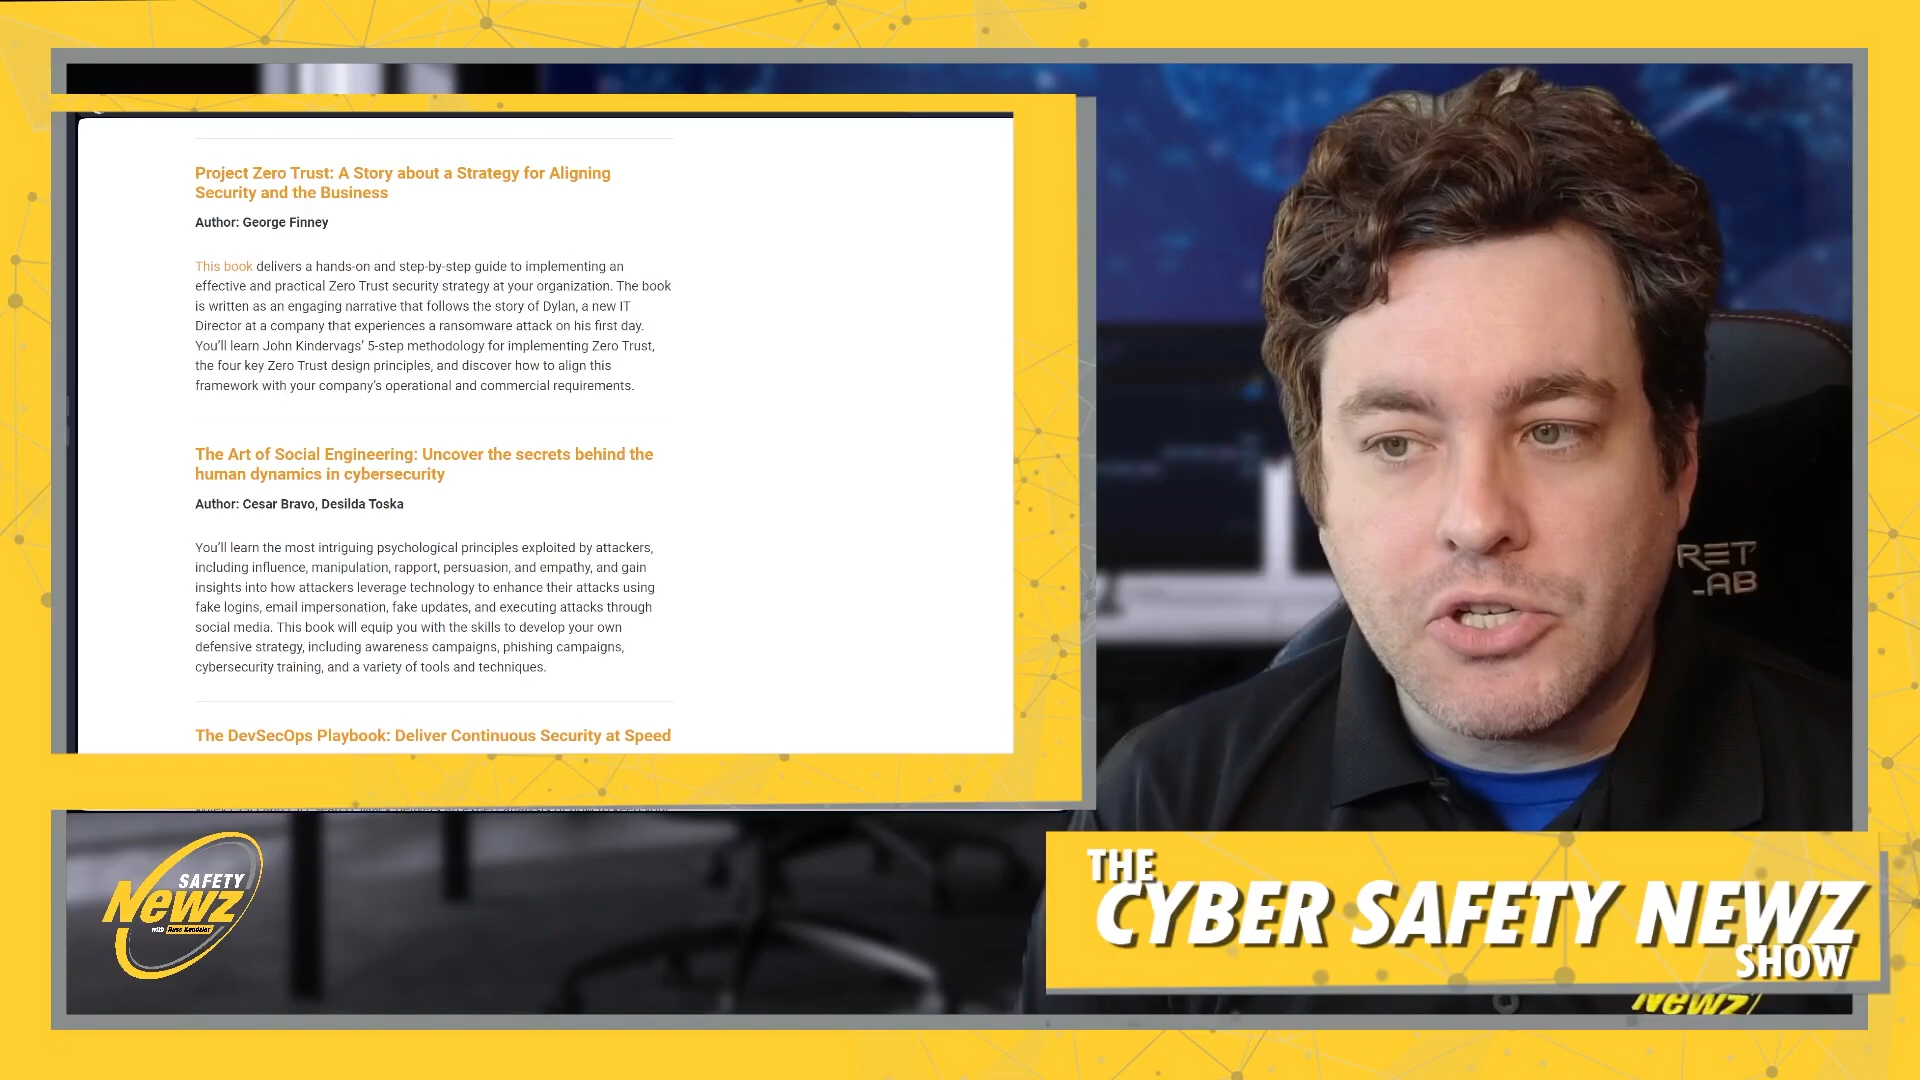 Project Zero Trust: A Story about a Strategy for Aligning
Security and the Business
Author: George Finney
This book delivers a hands-on and step-by-step guide to implementing an
effective and practical Zero Trust security strategy at your organization. The book
is written as an engaging narrative that follows the story of Dylan, a new IT
Director at a company that experiences a ransomware attack on his first day.
You'll learn John Kindervags' 5-step methodology for implementing Zero Trust,
the four key Zero Trust design principles, and discover how to align this
framework with your company's operational and commercial requirements.
The Art of Social Engineering: Uncover the secrets behind the
human dynamics in cybersecurity
Author: Cesar Bravo, Desilda Toska
You'll learn the most intriguing psychological principles exploited by attackers,
including influence, manipulation, rapport, persuasion, and empathy, and gain
insights into how attackers leverage technology to enhance their attacks using
fake logins, email impersonation, fake updates, and executing attacks through
social media. This book will equip you with the skills to develop your own
defensive strategy, including awareness campaigns, phishing campaigns,
cybersecurity training, and a variety of tools and techniques.
The DevSecOps Playbook: Deliver Continuous Security at Speed
RET
LAB
SAFETY
Newz
with
THE
CYBER SAFETY NEWZ
SHOW
Newz